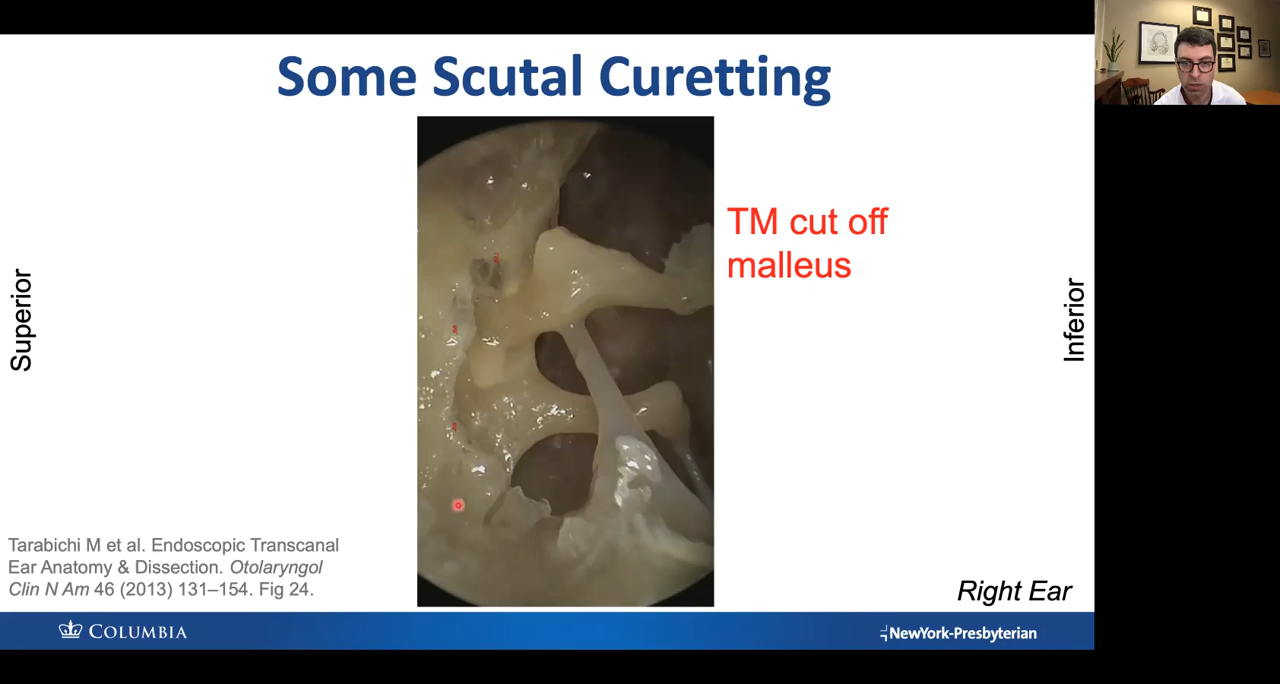 Some Scutal Curetting
TM cut off
malleus
Superior
Inferior
Tarabichi M et al. Endoscopic Transcanal
Ear Anatomy & Dissection. Otolaryngol
Clin N Am 46 (2013) 131–154. Fig 24.
Right Ear
COLUMBIA
NewYork-Presbyterian